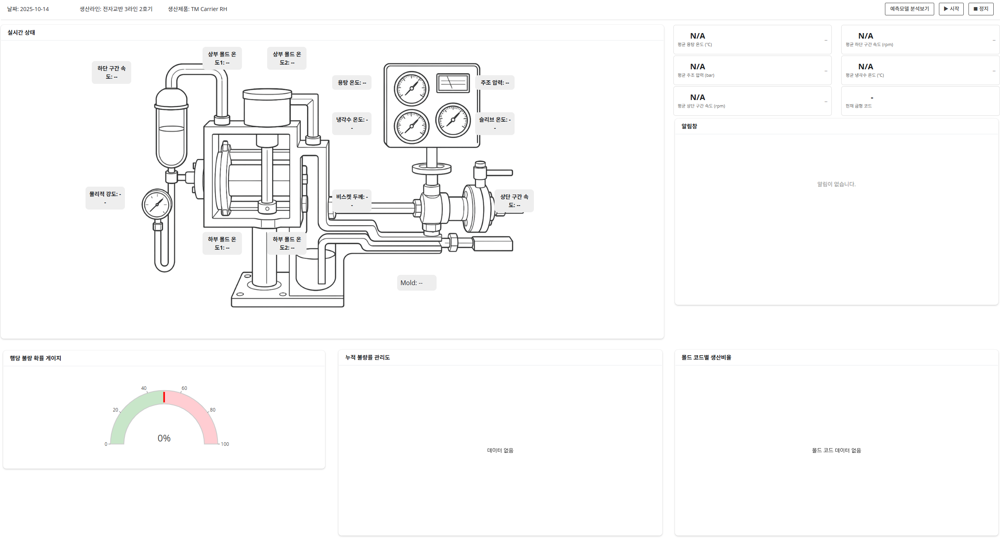 날짜: 2025-10-14 생산라인: 전자교반 3라인 2호기 생산제품: TM Carrier RH 예측모델 분석보기 ▶ 시작 ■ 정지
실시간 상태
상부 몰드 온
도1: --
상부 몰드 온
도2: --
하단 구간 속
도: --
용탕 온도: --
주조 압력: --
냉각수 온도: -
-
슬리브 온도: -
-
물리적 강도: -
-
비스켓 두께: -
-
상단 구간 속
도: --
하부 몰드 온
도1: --
하부 몰드 온
도2: --
Mold: --
N/A
평균 용탕 온도 (°C)
–
N/A
평균 하단 구간 속도 (rpm)
–
N/A
평균 주조 압력 (bar)
–
N/A
평균 냉각수 온도 (°C)
–
N/A
평균 상단 구간 속도 (rpm)
–
-
현재 금형 코드
알림창
알림이 없습니다.
행당 불량 확률 게이지
0
20
40
60
80
100
0%
누적 불량률 관리도
데이터 없음
몰드 코드별 생산비율
몰드 코드 데이터 없음